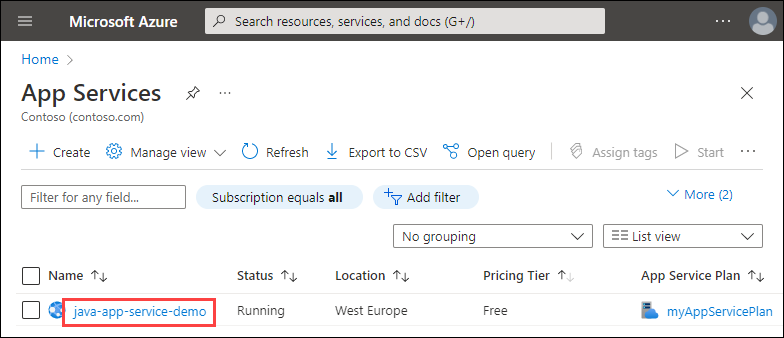 Microsoft Azure Search resources, services, and docs (G+/) ...
Home >
App Services ...
Contoso (contoso.com)
+ Create Manage view Refresh Export to CSV Open query Assign tags Start ...
Filter for any field... Subscription equals all Add filter More (2)
No grouping List view
Name ↑↓ Status ↑↓ Location ↑↓ Pricing Tier ↑↓ App Service Plan ↑↓
java-app-service-demo Running West Europe Free myAppServicePlan